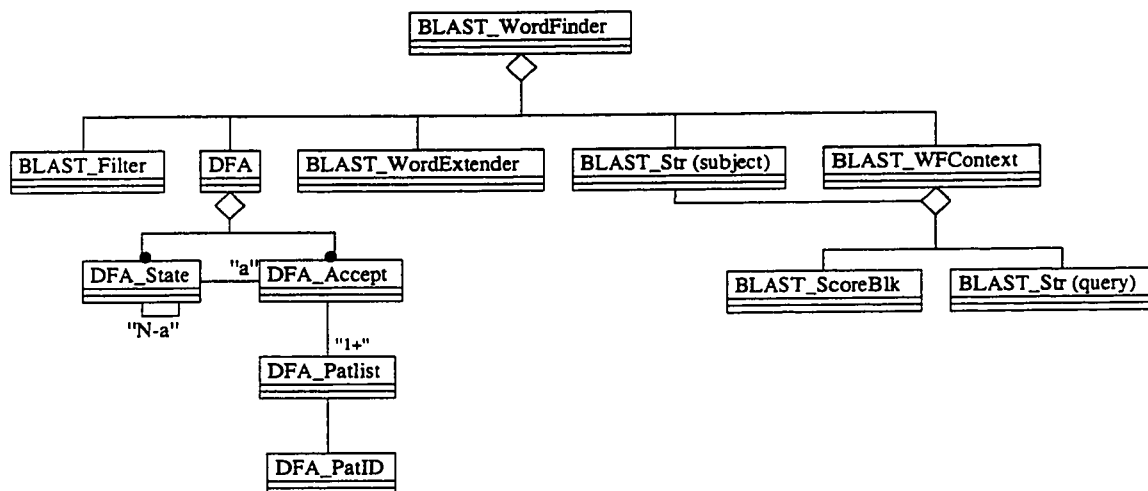 BLAST_WordFinder
BLAST_Filter
DFA
BLAST_WordExtender
BLAST_Str (subject)
BLAST_WFContext
DFA_State
"a"
DFA_Accept
"N-a"
BLAST_ScoreBlk
BLAST_Str (query)
"1+"
DFA_Patlist
DFA_PatID